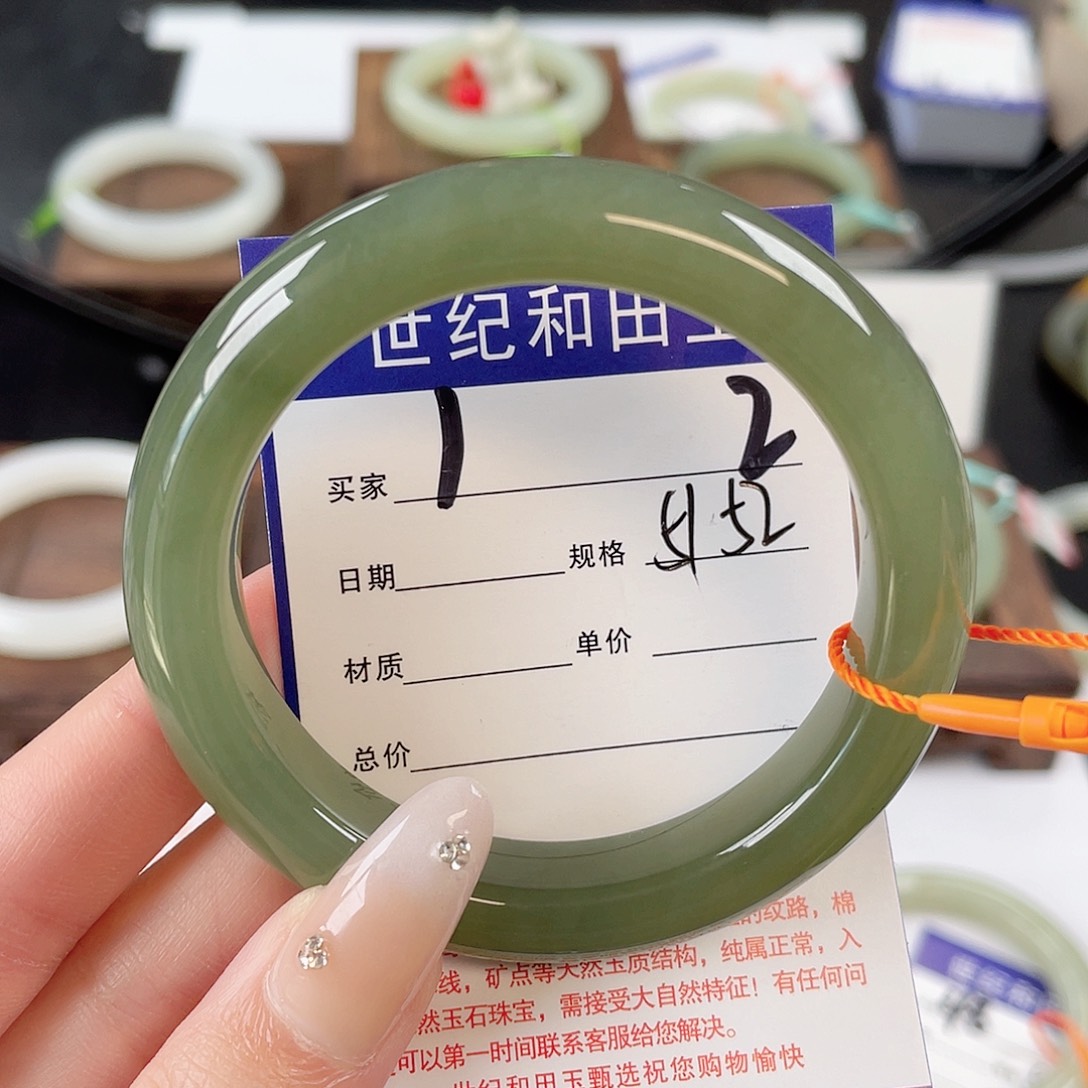 世纪和田玉
买家 1 2
日期 规格 52
材质 单价
总价
的纹路，棉
线，矿点等天然玉质结构，纯属正常，入
然玉石珠宝，需接受大自然特征！有任何问
可以第一时间联系客服给您解决。
世纪和田玉甄选祝您购物愉快